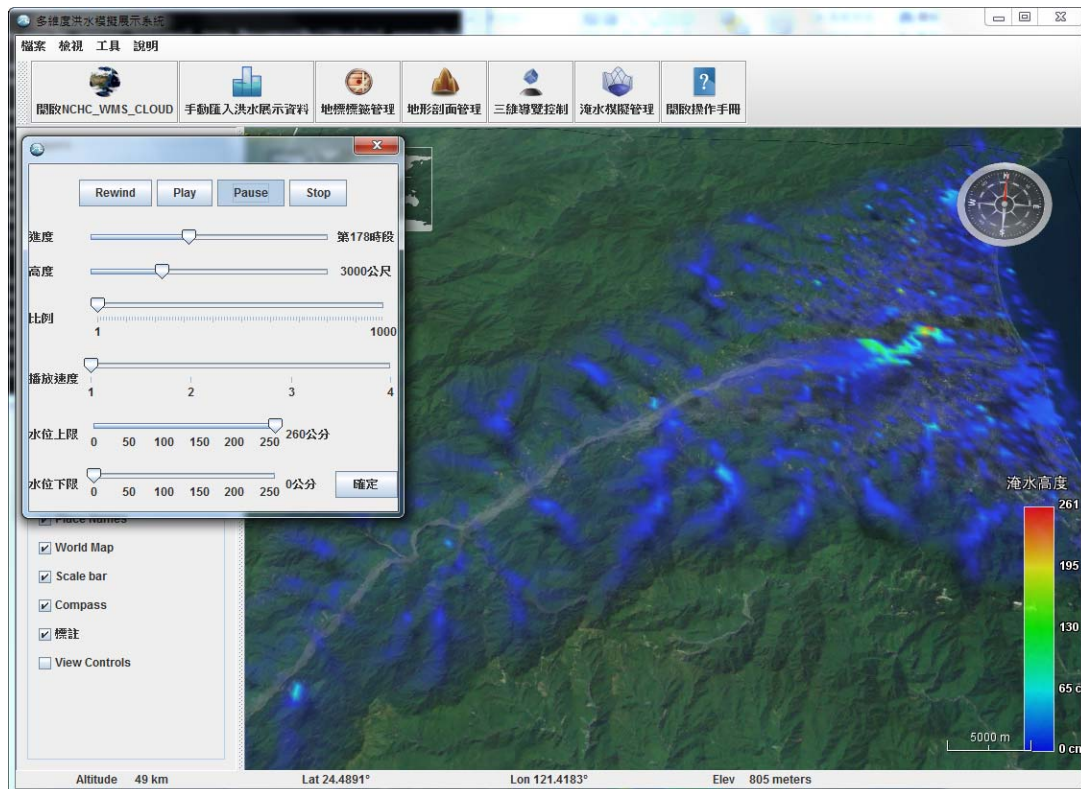 多維度洪水模擬展示系統
檔案 檢視 工具 說明
開啟NCHC_WMS_CLOUD 手動匯入洪水展示資料 地標標籤管理 地形剖面管理 三維導覽控制 淹水模擬管理 開啟操作手冊
Rewind Play Pause Stop
進度 第178時段
高度 3000公尺
比例
1 1000
播放速度
1 2 3 4
水位上限 260公分
0 50 100 150 200 250
水位下限 0公分 確定
0 50 100 150 200 250
Place Names
World Map
Scale bar
Compass
標註
View Controls
N
E
S
W
淹水高度
261
195
130
65 c
0 cm
5000 m
Altitude 49 km Lat 24.4891° Lon 121.4183° Elev 805 meters